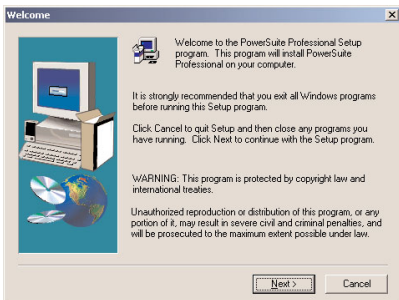 Welcome
Welcome to the PowerSuite Professional Setup
program. This program will install PowerSuite
Professional on your computer.
It is strongly recommended that you exit all Windows programs
before running this Setup program.
Click Cancel to quit Setup and then close any programs you
have running. Click Next to continue with the Setup program.
WARNING: This program is protected by copyright law and
international treaties.
Unauthorized reproduction or distribution of this program, or any
portion of it, may result in severe civil and criminal penalties, and
will be prosecuted to the maximum extent possible under law.
Next >
Cancel